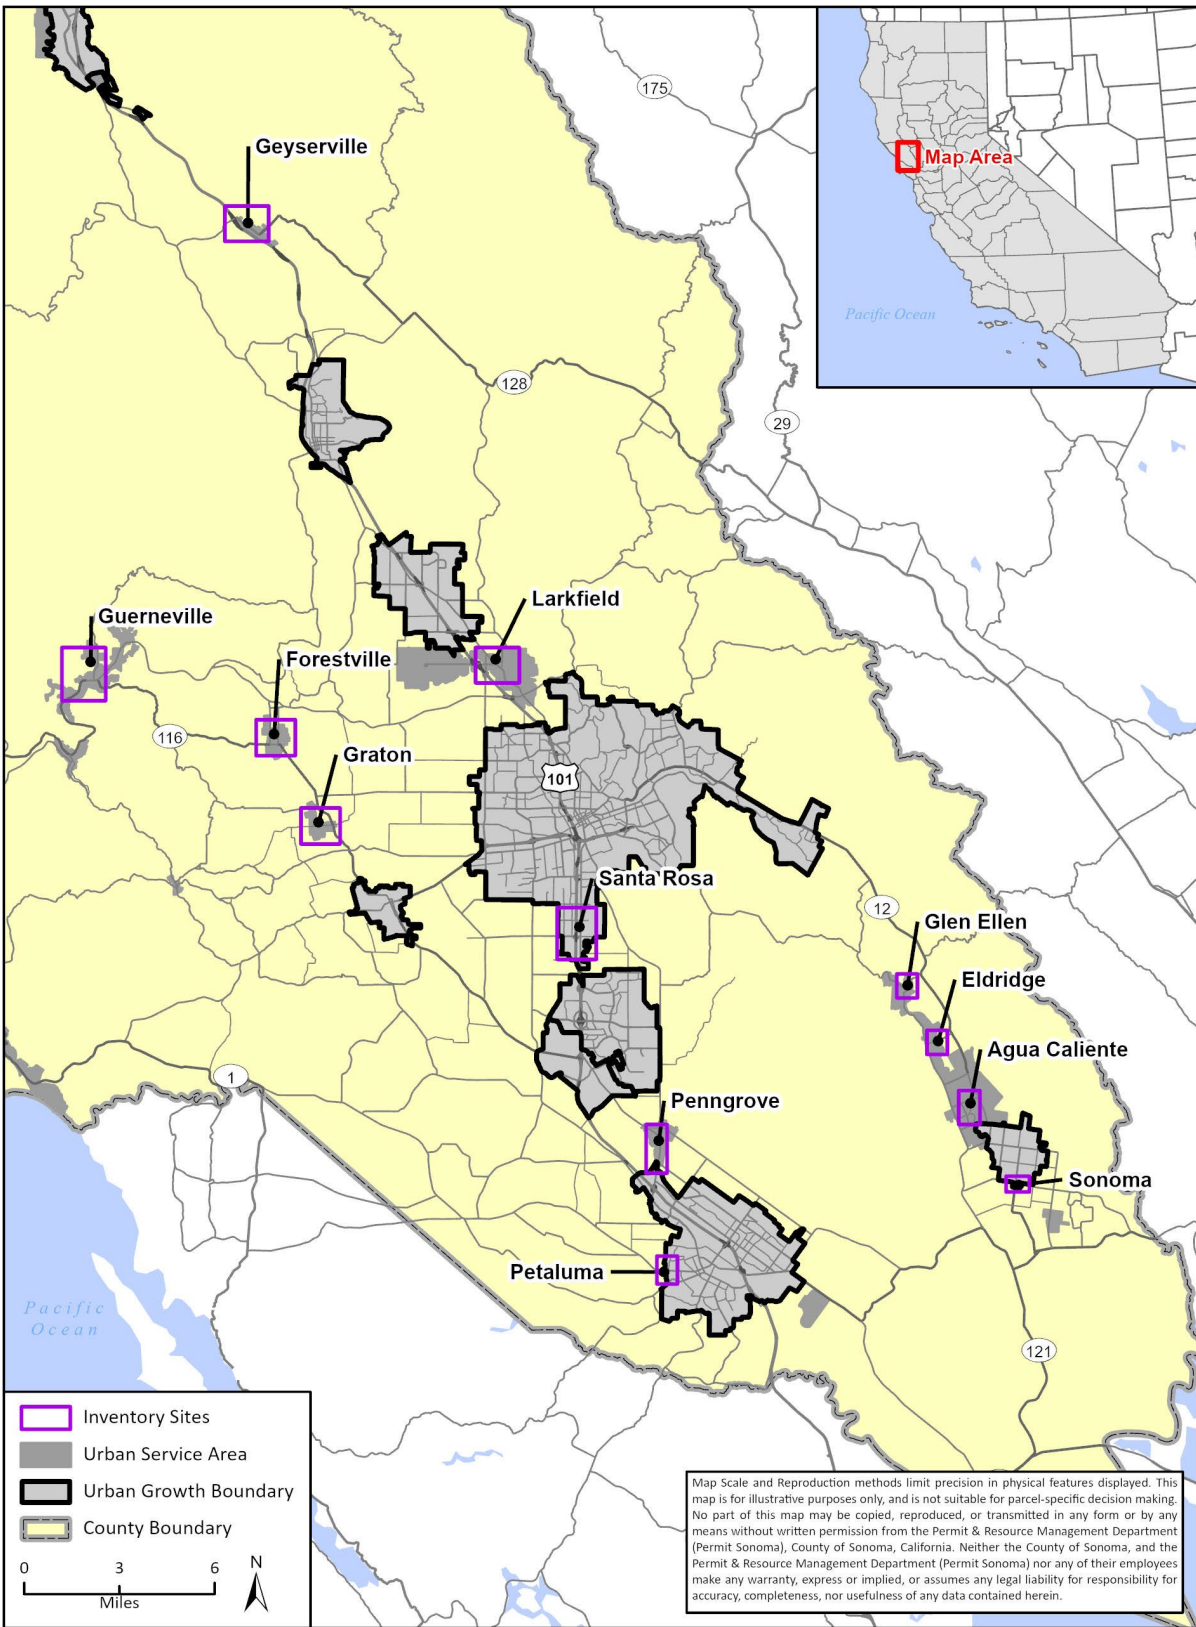 175
Geyserville
Map Area
Pacific Ocean
128
29
Larkfield
Guerneville
Forestville
116
Graton
101
Santa Rosa
12
Glen Ellen
Eldridge
Agua Caliente
1
Penngrove
Sonoma
Petaluma
Pacific
Ocean
121
Inventory Sites
Urban Service Area
Urban Growth Boundary
County Boundary
0 3 6
Miles
N
Map Scale and Reproduction methods limit precision in physical features displayed. This
map is for illustrative purposes only, and is not suitable for parcel-specific decision making.
No part of this map may be copied, reproduced, or transmitted in any form or by any
means without written permission from the Permit & Resource Management Department
(Permit Sonoma), County of Sonoma, California. Neither the County of Sonoma, and the
Permit & Resource Management Department (Permit Sonoma) nor any of their employees
make any warranty, express or implied, or assumes any legal liability for responsibility for
accuracy, completeness, nor usefulness of any data contained herein.